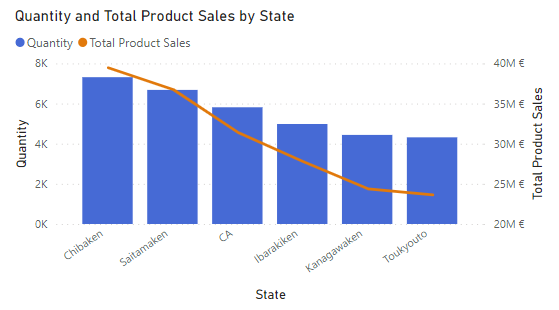 Quantity and Total Product Sales by State
Quantity Total Product Sales
8K
6K
4K
2K
0K
Quantity
40M €
35M €
30M €
25M €
20M €
Total Product Sales
Chibaken
Saitamaken
CA
Ibarakiken
Kanagawaken
Toukyouto
State